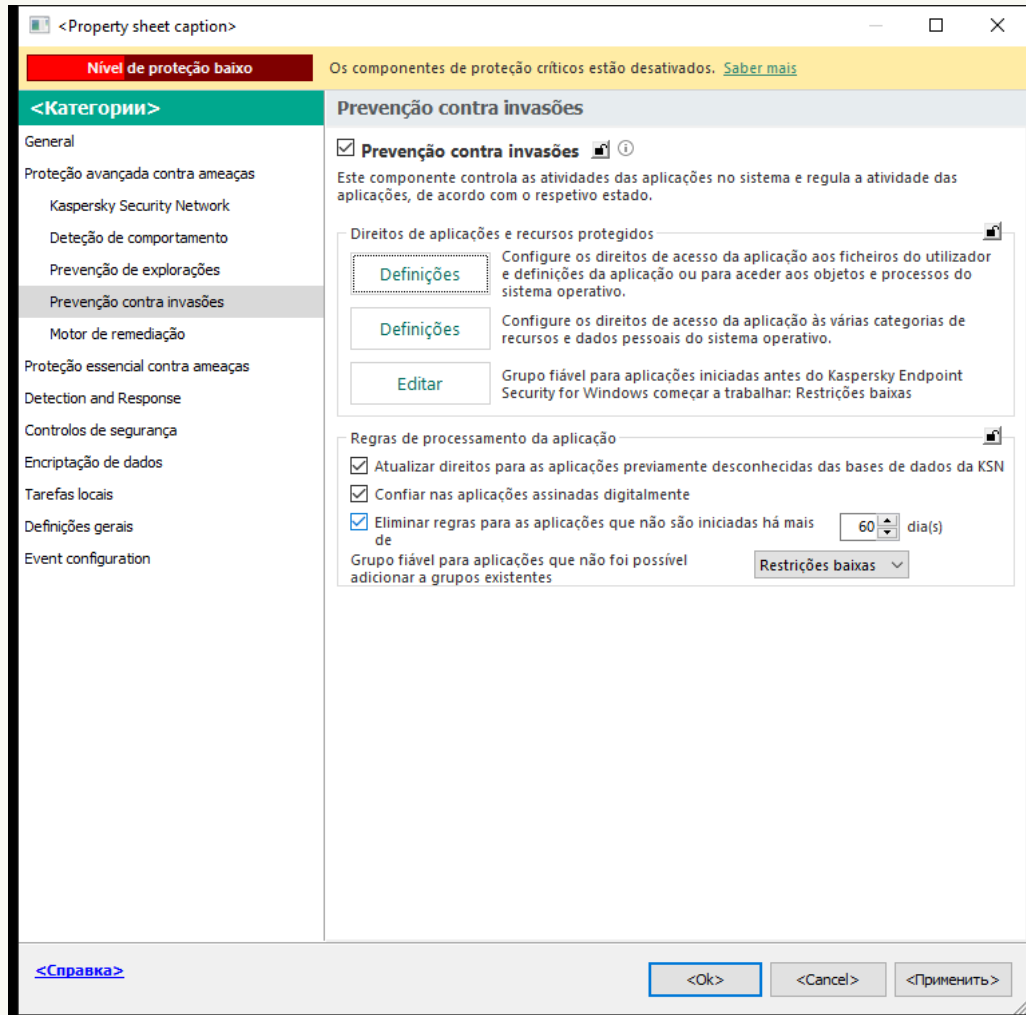 <Property sheet caption>
Nível de proteção baixo
Os componentes de proteção críticos estão desativados. Saber mais
<Категории>
General
Proteção avançada contra ameaças
Kaspersky Security Network
Deteção de comportamento
Prevenção de explorações
Prevenção contra invasões
Motor de remediação
Proteção essencial contra ameaças
Detection and Response
Controlos de segurança
Encriptação de dados
Tarefas locais
Definições gerais
Event configuration
Prevenção contra invasões
Prevenção contra invasões
Este componente controla as atividades das aplicações no sistema e regula a atividade das
aplicações, de acordo com o respetivo estado.
Direitos de aplicações e recursos protegidos
Definições
Configure os direitos de acesso da aplicação aos ficheiros do utilizador
e definições da aplicação ou para aceder aos objetos e processos do
sistema operativo.
Definições
Configure os direitos de acesso da aplicação às várias categorias de
recursos e dados pessoais do sistema operativo.
Editar
Grupo fiável para aplicações iniciadas antes do Kaspersky Endpoint
Security for Windows começar a trabalhar: Restrições baixas
Regras de processamento da aplicação
Atualizar direitos para as aplicações previamente desconhecidas das bases de dados da KSN
Confiar nas aplicações assinadas digitalmente
Eliminar regras para as aplicações que não são iniciadas há mais
de
60 dia(s)
Grupo fiável para aplicações que não foi possível
adicionar a grupos existentes
Restrições baixas
<Справка>
<Ok>
<Cancel>
<Применить>